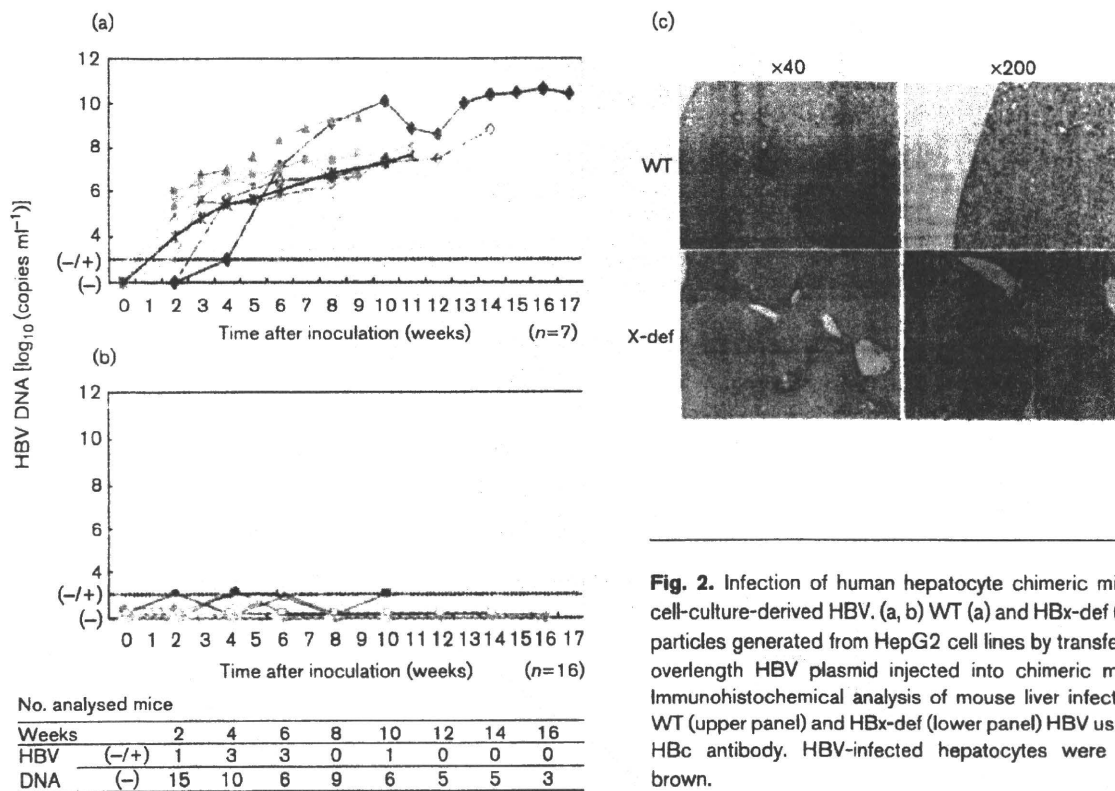 (a)
12
10
8
6
4
(−/+)
(−)
0 1 2 3 4 5 6 7 8 9 10 11 12 13 14 15 16 17
Time after inoculation (weeks) (n=7)
HBV DNA [log10 (copies ml−1)]
(b)
12
10
8
6
4
(−/+)
(−)
0 1 2 3 4 5 6 7 8 9 10 11 12 13 14 15 16 17
Time after inoculation (weeks) (n=16)
No. analysed mice
Weeks 2 4 6 8 10 12 14 16
HBV (−/+) 1 3 3 0 1 0 0 0
DNA (−) 15 10 6 9 6 5 5 3
(c)
×40 ×200
WT
X-def
Fig. 2. Infection of human hepatocyte chimeric
cell-culture-derived HBV. (a, b) WT (a) and HBx-def
particles generated from HepG2 cell lines by
overlength HBV plasmid injected into chimeric
Immunohistochemical analysis of mouse liver
WT (upper panel) and HBx-def (lower panel) HBV
HBc antibody. HBV-infected hepatocytes were
brown.